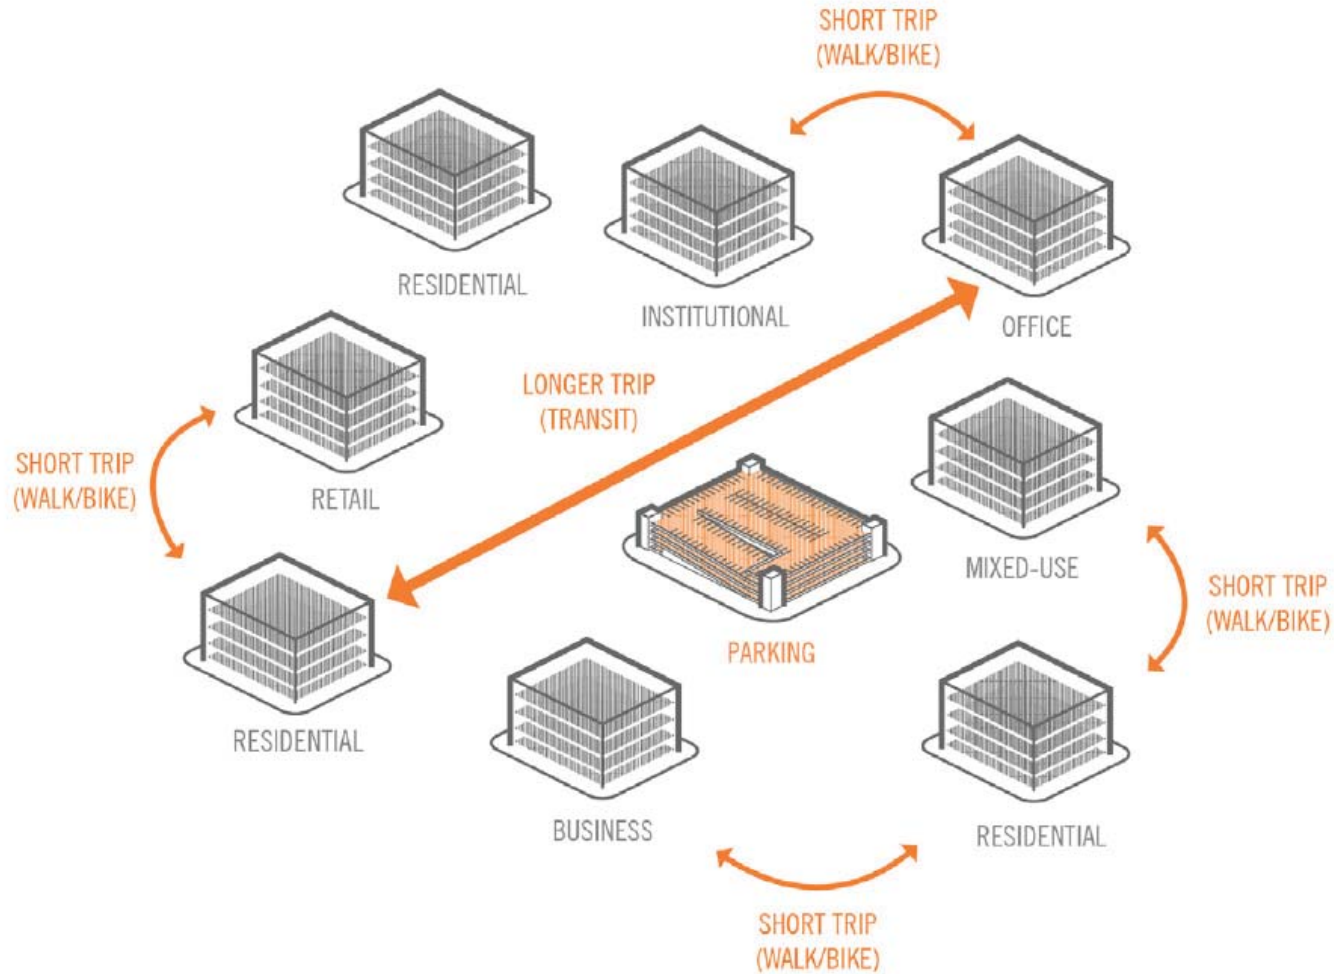 SHORT TRIP
(WALK/BIKE)
RESIDENTIAL
INSTITUTIONAL
OFFICE
LONGER TRIP
(TRANSIT)
SHORT TRIP
(WALK/BIKE)
RETAIL
MIXED-USE
SHORT TRIP
(WALK/BIKE)
PARKING
RESIDENTIAL
BUSINESS
RESIDENTIAL
SHORT TRIP
(WALK/BIKE)